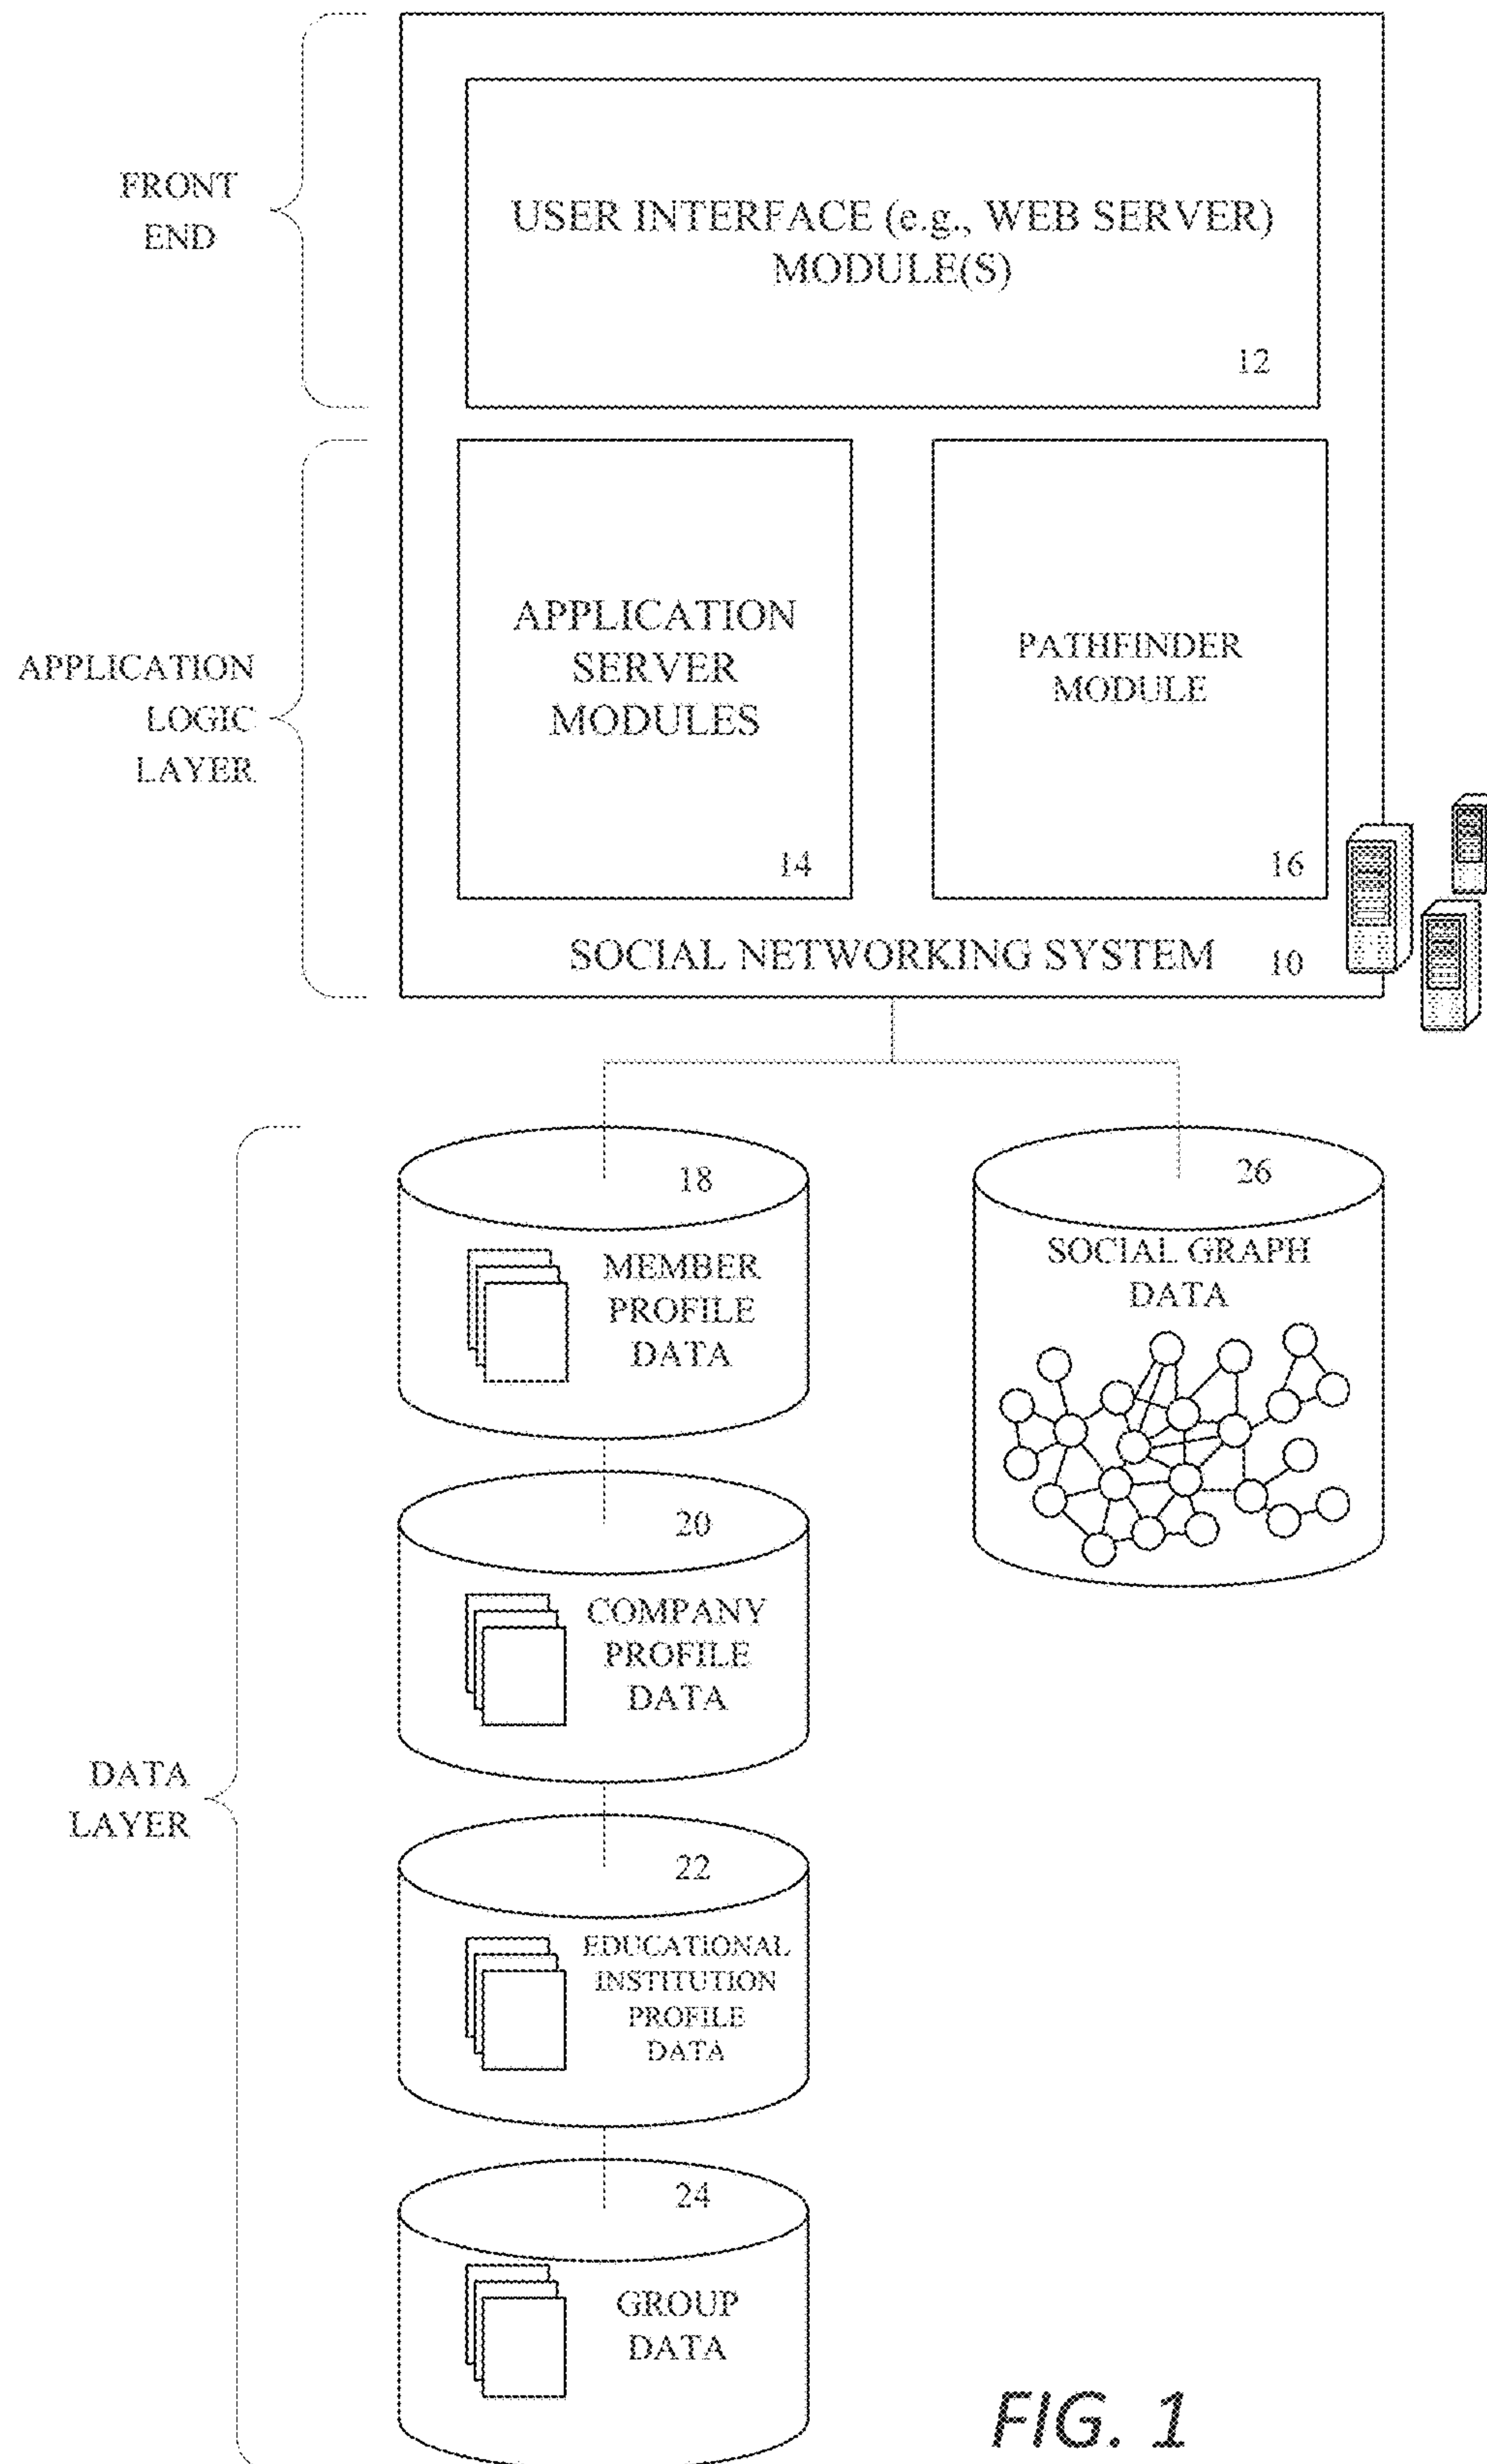 FRONT
END
USER INTERFACE (e.g., WEB SERVER)
MODULE(S)
12
APPLICATION
LOGIC
LAYER
APPLICATION
SERVER
MODULES
14
PATHFINDER
MODULE
16
SOCIAL NETWORKING SYSTEM
10
DATA
LAYER
18
MEMBER
PROFILE
DATA
26
SOCIAL GRAPH
DATA
20
COMPANY
PROFILE
DATA
22
EDUCATIONAL
INSTITUTION
PROFILE
DATA
24
GROUP
DATA
FIG. 1